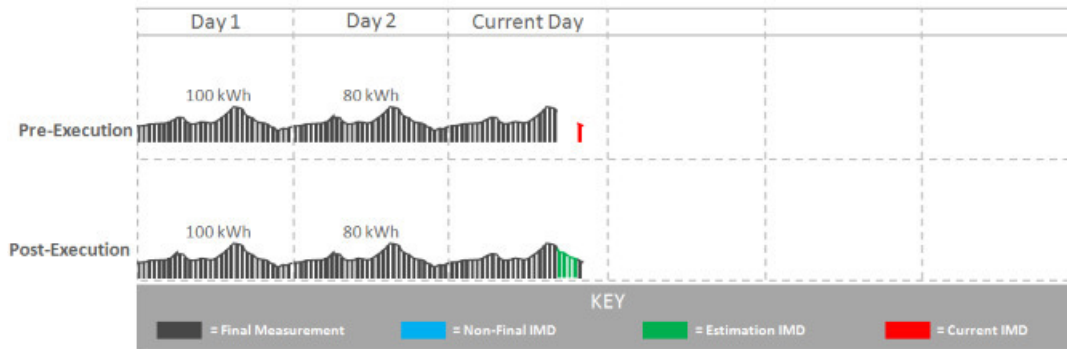 Day 1 Day 2 Current Day
100 kWh 80 kWh
Pre-Execution
100 kWh 80 kWh
Post-Execution
KEY
= Final Measurement = Non-Final IMD = Estimation IMD = Current IMD